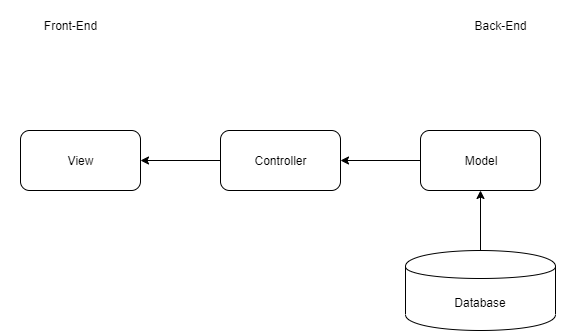 Front-End
Back-End
View
Controller
Model
Database